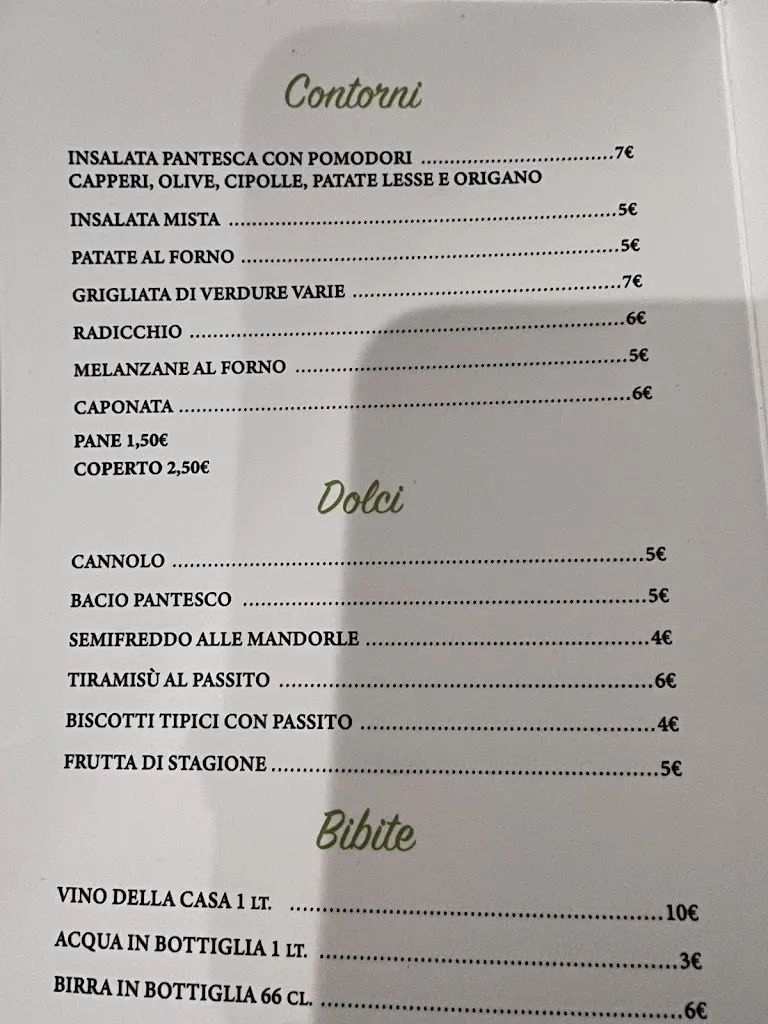 Contorni
INSALATA PANTESCA CON POMODORI ..............................7€
CAPPERI, OLIVE, CIPOLLE, PATATE LESSE E ORIGANO
INSALATA MISTA ..............................5€
PATATE AL FORNO ..............................5€
GRIGLIATA DI VERDURE VARIE ..............................7€
RADICCHIO ..............................6€
MELANZANE AL FORNO ..............................5€
CAPONATA ..............................6€
PANE 1,50€
COPERTO 2,50€
Dolci
CANNOLO ..............................5€
BACIO PANTESCO ..............................5€
SEMIFREDDO ALLE MANDORLE ..............................4€
TIRAMISÙ AL PASSITO ..............................6€
BISCOTTI TIPICI CON PASSITO ..............................4€
FRUTTA DI STAGIONE ..............................5€
Bibite
VINO DELLA CASA 1 LT. ..............................10€
ACQUA IN BOTTIGLIA 1 LT. ..............................3€
BIRRA IN BOTTIGLIA 66 CL. ..............................6€